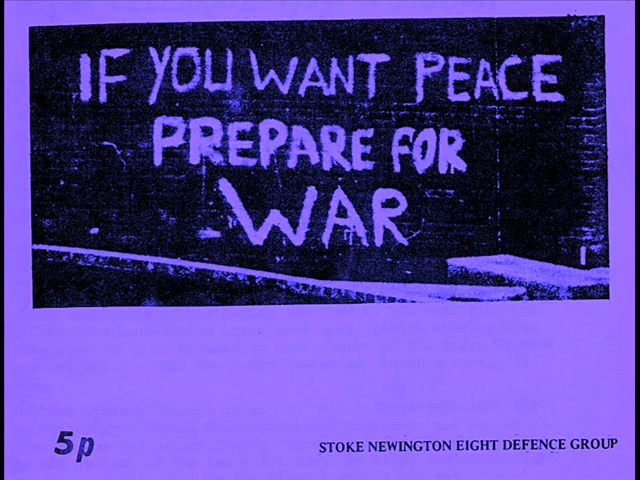 IF YOU WANT PEACE
PREPARE FOR
WAR
5p
STOKE NEWINGTON EIGHT DEFENCE GROUP